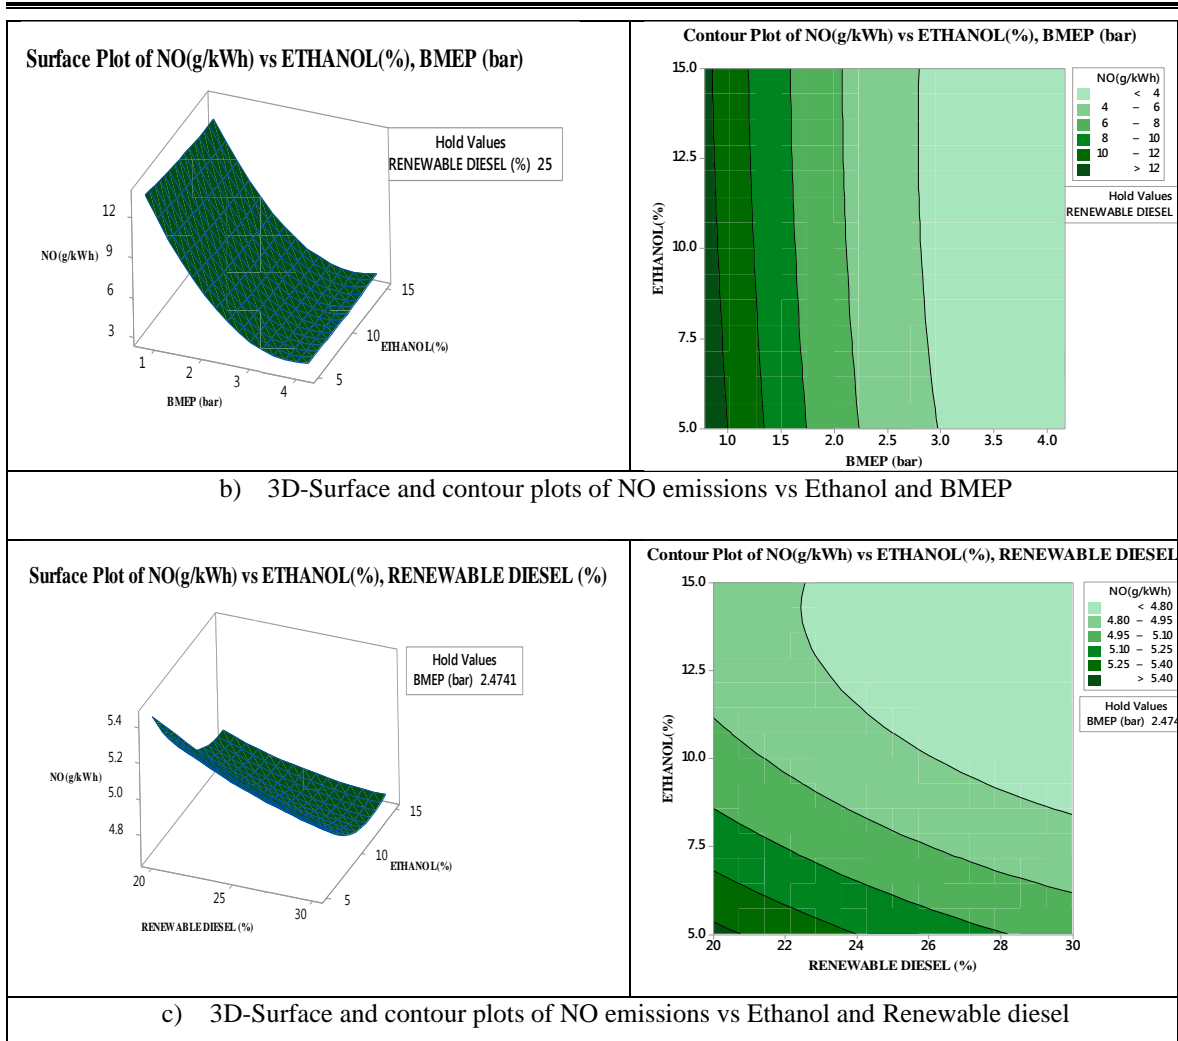 Surface Plot of NO(g/kWh) vs ETHANOL(%), BMEP (bar)
Hold Values
RENEWABLE DIESEL (%) 25
12
9
6
3
NO(g/kWh)
1
2
3
4
BMEP (bar)
5
10
15
ETHANOL(%)
Contour Plot of NO(g/kWh) vs ETHANOL(%), BMEP (bar)
15.0
12.5
10.0
7.5
5.0
ETHANOL(%)
1.0 1.5 2.0 2.5 3.0 3.5 4.0
BMEP (bar)
NO(g/kWh)
< 4
4 – 6
6 – 8
8 – 10
10 – 12
> 12
Hold Values
RENEWABLE DIESEL
b) 3D-Surface and contour plots of NO emissions vs Ethanol and BMEP
Surface Plot of NO(g/kWh) vs ETHANOL(%), RENEWABLE DIESEL (%)
Hold Values
BMEP (bar) 2.4741
5.4
5.2
5.0
4.8
NO(g/kWh)
20
25
30
RENEWABLE DIESEL (%)
5
10
15
ETHANOL(%)
Contour Plot of NO(g/kWh) vs ETHANOL(%), RENEWABLE DIESEL
15.0
12.5
10.0
7.5
5.0
ETHANOL(%)
20 22 24 26 28 30
RENEWABLE DIESEL (%)
NO(g/kWh)
< 4.80
4.80 – 4.95
4.95 – 5.10
5.10 – 5.25
5.25 – 5.40
> 5.40
Hold Values
BMEP (bar) 2.474
c) 3D-Surface and contour plots of NO emissions vs Ethanol and Renewable diesel